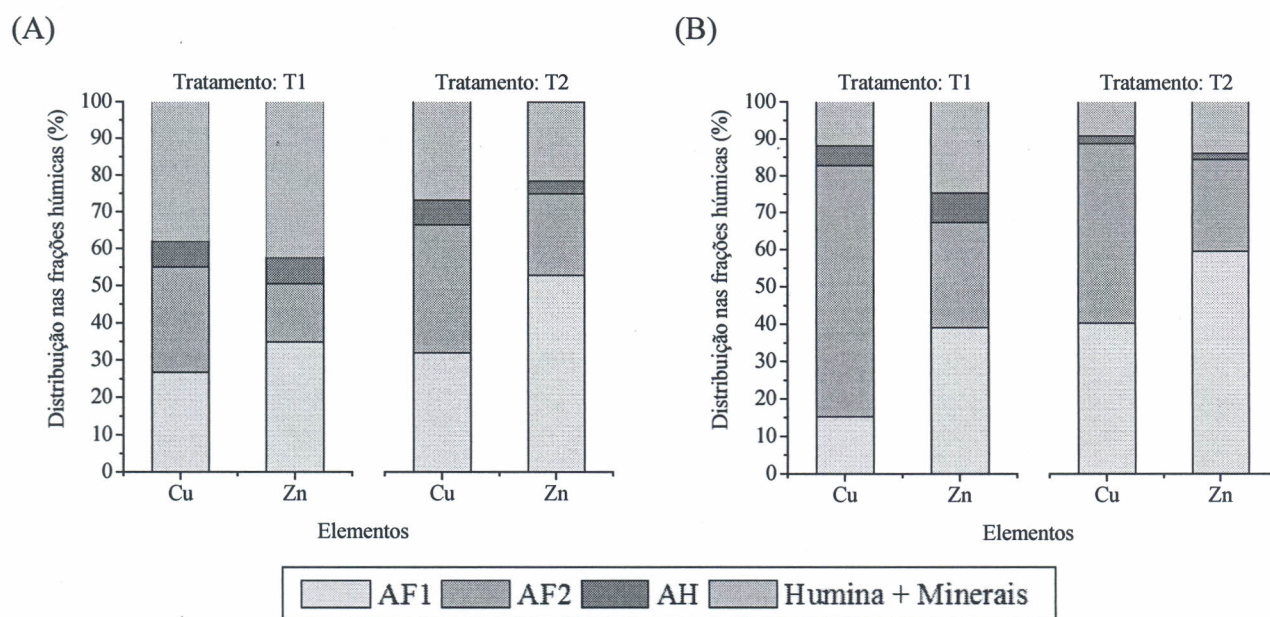 (A)
(B)
Tratamento: T1
Tratamento: T2
Distribuição nas frações húmicas (%)
100
90
80
70
60
50
40
30
20
10
0
Cu
Zn
Cu
Zn
Elementos
Tratamento: T1
Tratamento: T2
Distribuição nas frações húmicas (%)
100
90
80
70
60
50
40
30
20
10
0
Cu
Zn
Cu
Zn
Elementos
AF1 AF2 AH Humina + Minerais